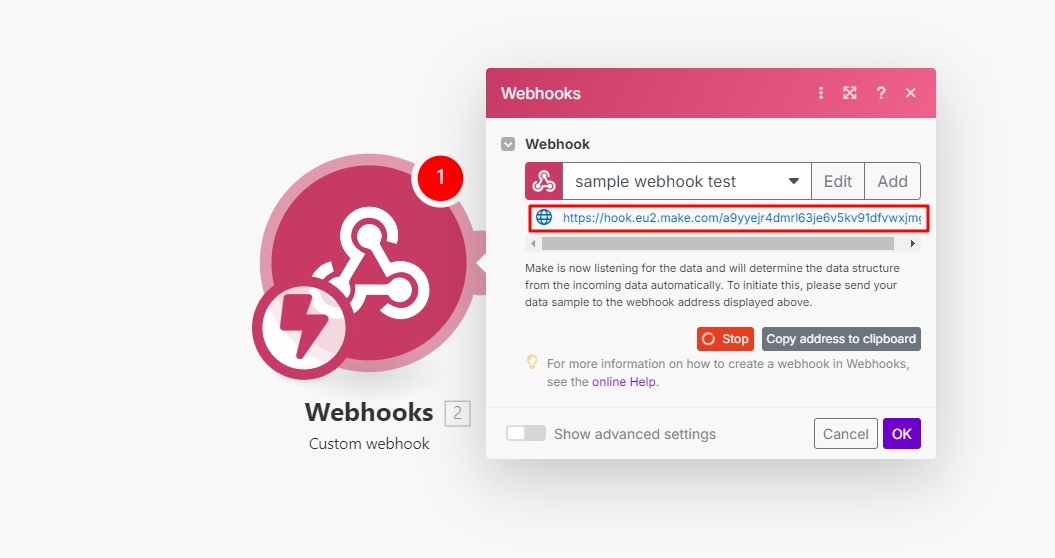 Webhooks
?
Webhook
sample webhook test
Edit
Add
https://hook.eu2.make.com/a9yyejr4dmrl63je6v5kv91dfvwxjm
Make is now listening for the data and will determine the data structure
from the incoming data automatically. To initiate this, please send your
data sample to the webhook address displayed above.
Stop
Copy address to clipboard
For more information on how to create a webhook in Webhooks,
see the online Help.
Show advanced settings
Cancel
OK
1
Webhooks 2
Custom webhook